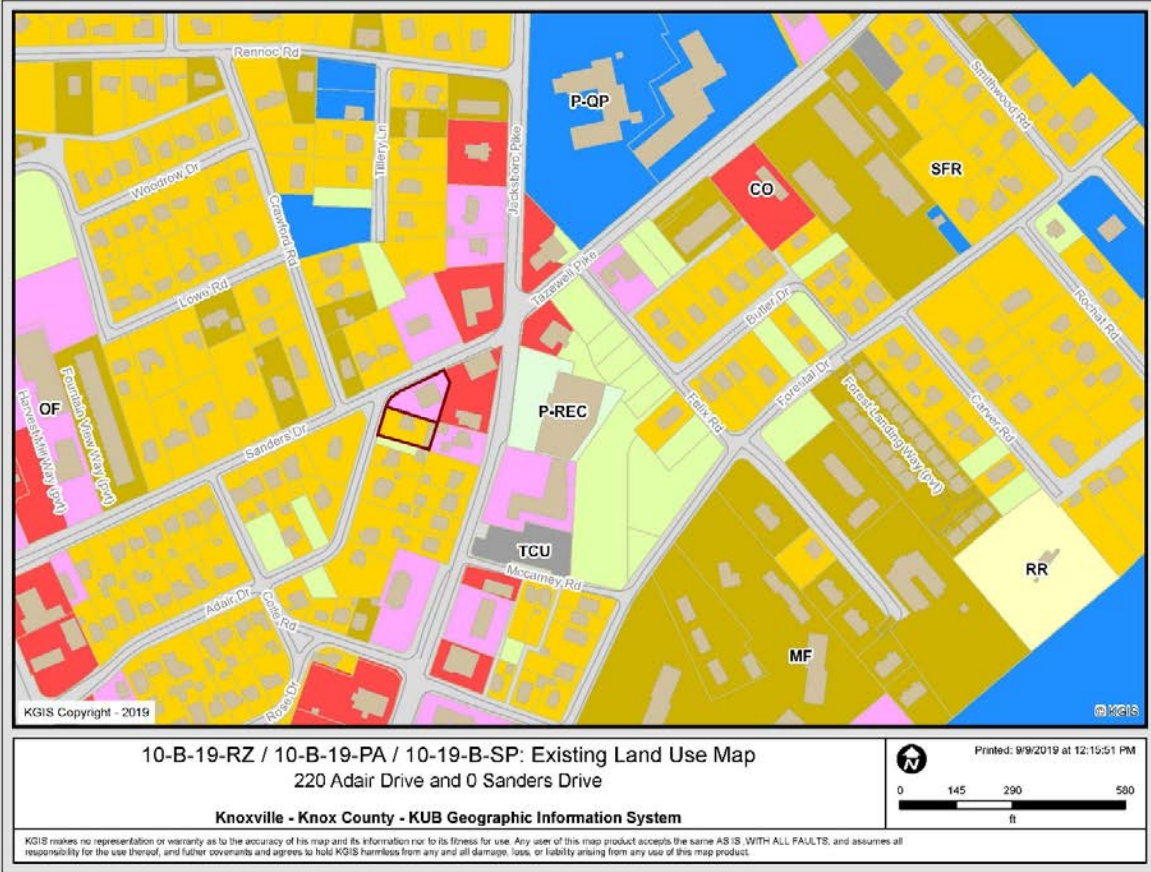 Rennoc Rd
Tillery Ln
Jacksboro Pike
P-QP
Smithwood Rd
SFR
CO
Woodrow Dr
Crawford Rd
Lowe Rd
Tazewell Pike
Butler Dr
Rochat Rd
Forestal Dr
OF
Fountain View Way (pvt)
Harvest Mill Way (pvt)
P-REC
Felix Rd
Forest Landing Way (pvt)
Carver Rd
Sanders Dr
TCU
Mccamey Rd
RR
Adair Dr
Coile Rd
MF
Rose Dr
KGIS Copyright - 2019
© KGIS
10-B-19-RZ / 10-B-19-PA / 10-19-B-SP: Existing Land Use Map
220 Adair Drive and 0 Sanders Drive
Knoxville - Knox County - KUB Geographic Information System
N
Printed: 9/9/2019 at 12:15:51 PM
0 145 290 580
ft
KGIS makes no representation or warranty as to the accuracy of his map and its information nor to its fitness for use. Any user of this map product accepts the same AS IS ,WITH ALL FAULTS, and assumes all
responsibility for the use thereof, and futher covenants and agrees to hold KGIS harmless from any and all damage, loss, or liability arising from any use of this map product.